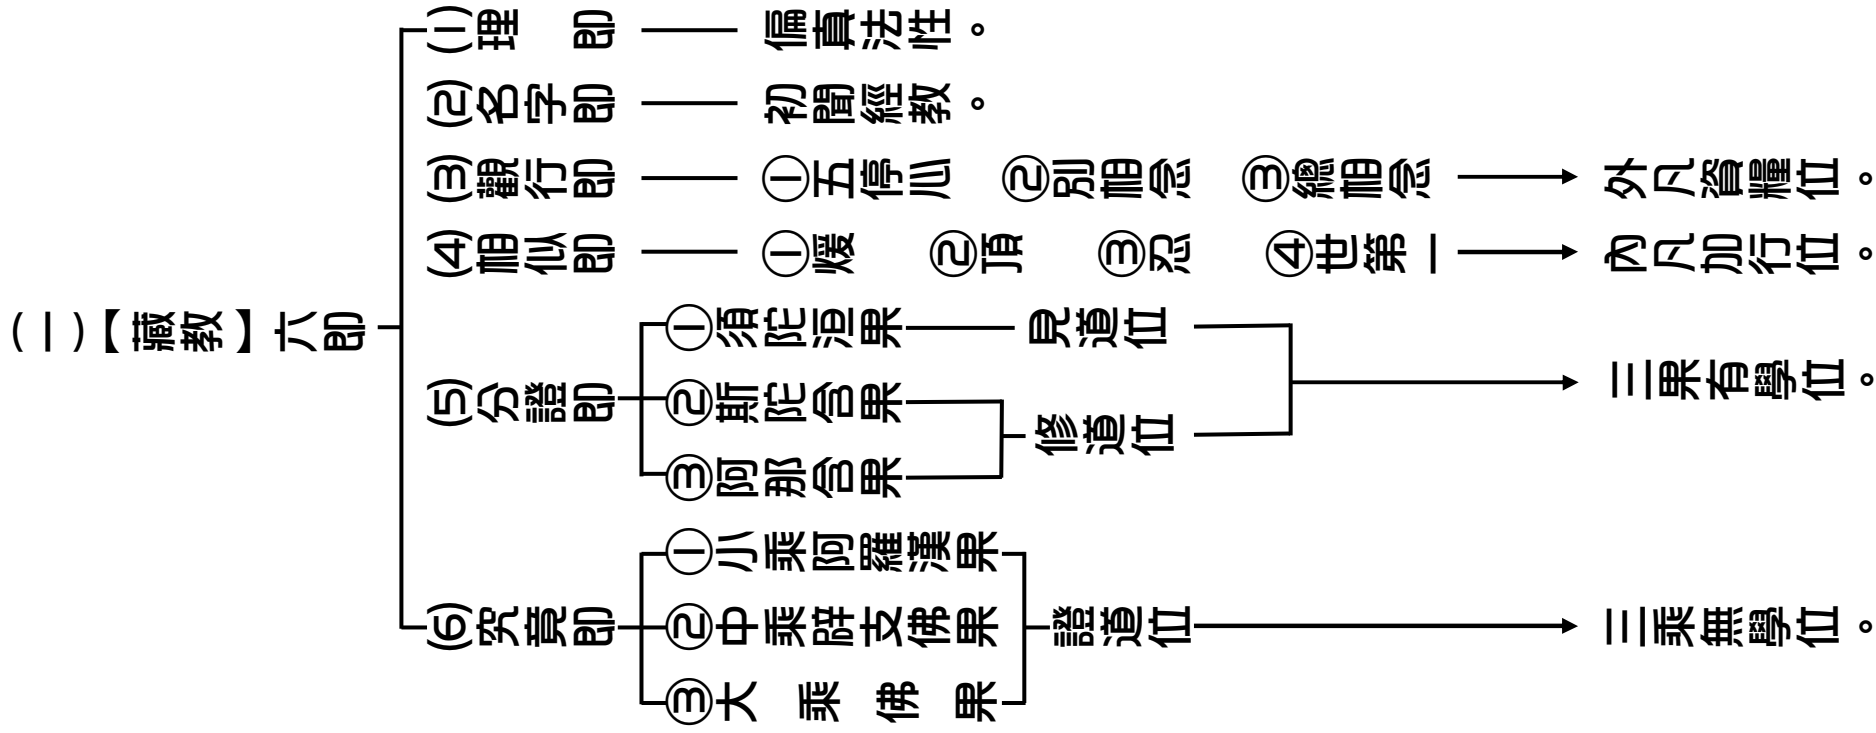 (一)【藏教】六即
(1)理即 偏真法性。
(2)名字即 初聞經教。
(3)觀行即 ①五停心 ②別相念 ③總相念 外凡資糧位。
(4)相似即 ①煖 ②頂 ③忍 ④世第一 內凡加行位。
(5)分證即
①須陀洹果 見道位
②斯陀含果
③阿那含果
修道位
三果有學位。
(6)究竟即
①小乘阿羅漢果
②中乘辟支佛果
③大乘佛果
證道位
三乘無學位。